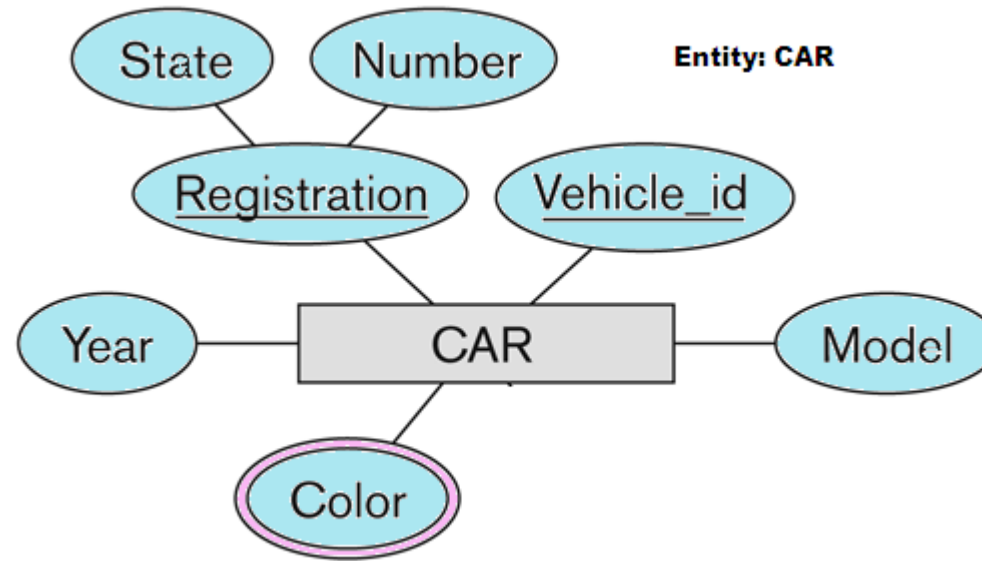 State
Number
Entity: CAR
Registration
Vehicle_id
Year
CAR
Model
Color